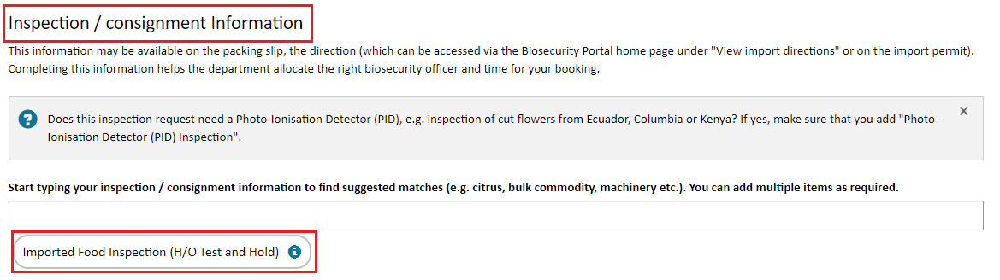 Inspection / consignment Information
This information may be available on the packing slip, the direction (which can be accessed via the Biosecurity Portal home page under "View import directions" or on the import permit).
Completing this information helps the department allocate the right biosecurity officer and time for your booking.
Does this inspection request need a Photo-Ionisation Detector (PID), e.g. inspection of cut flowers from Ecuador, Columbia or Kenya? If yes, make sure that you add "Photo-
Ionisation Detector (PID) Inspection".
Start typing your inspection / consignment information to find suggested matches (e.g. citrus, bulk commodity, machinery etc.). You can add multiple items as required.
Imported Food Inspection (H/O Test and Hold)